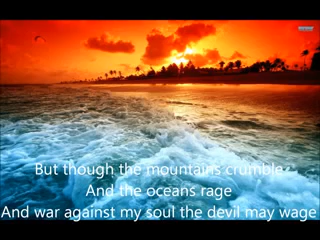 But though the mountains crumble
And the oceans rage
And war against my soul the devil may wage